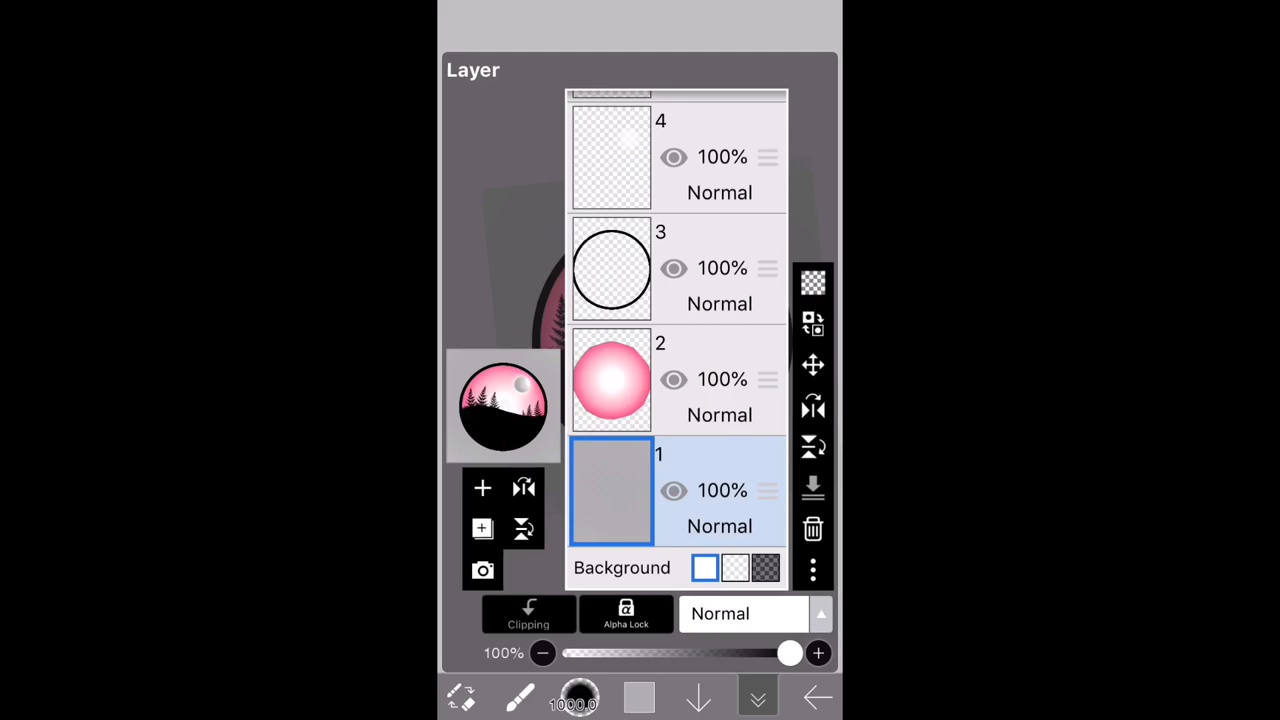 Layer
4
100%
Normal
3
100%
Normal
2
100%
Normal
1
100%
Normal
Background
Clipping
Alpha Lock
Normal
100%
1000.0